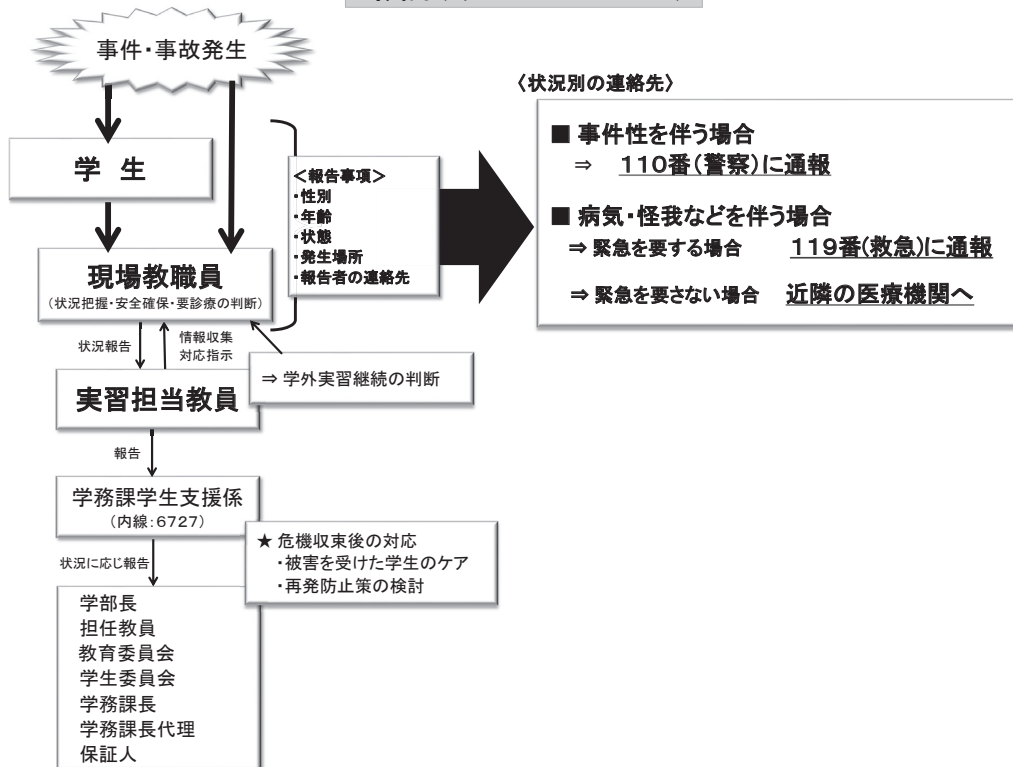 事件・事故発生
学 生
現場教職員
(状況把握・安全確保・要診療の判断)
<報告事項>
・性別
・年齢
・状態
・発生場所
・報告者の連絡先
〈状況別の連絡先〉
■ 事件性を伴う場合
⇒ 110番(警察)に通報
■ 病気・怪我などを伴う場合
⇒ 緊急を要する場合 119番(救急)に通報
⇒ 緊急を要さない場合 近隣の医療機関へ
状況報告
情報収集
対応指示
⇒ 学外実習継続の判断
実習担当教員
報告
学務課学生支援係
(内線:6727)
★ 危機収束後の対応
・被害を受けた学生のケア
・再発防止策の検討
状況に応じ報告
学部長
担任教員
教育委員会
学生委員会
学務課長
学務課長代理
保証人